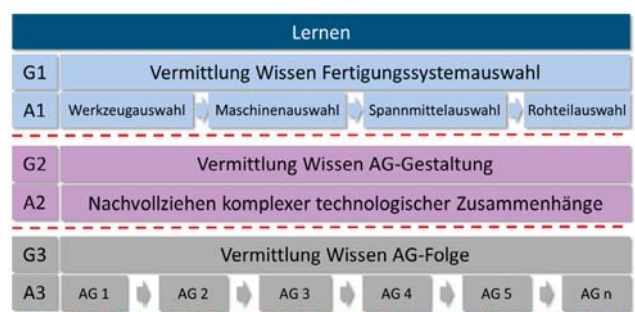 Lernen
G1 Vermittlung Wissen Fertigungssystemauswahl
A1 Werkzeugauswahl Maschinenauswahl Spannmittelauswahl Rohteilauswahl
G2 Vermittlung Wissen AG-Gestaltung
A2 Nachvollziehen komplexer technologischer Zusammenhänge
G3 Vermittlung Wissen AG-Folge
A3 AG 1 AG 2 AG 3 AG 4 AG 5 AG n